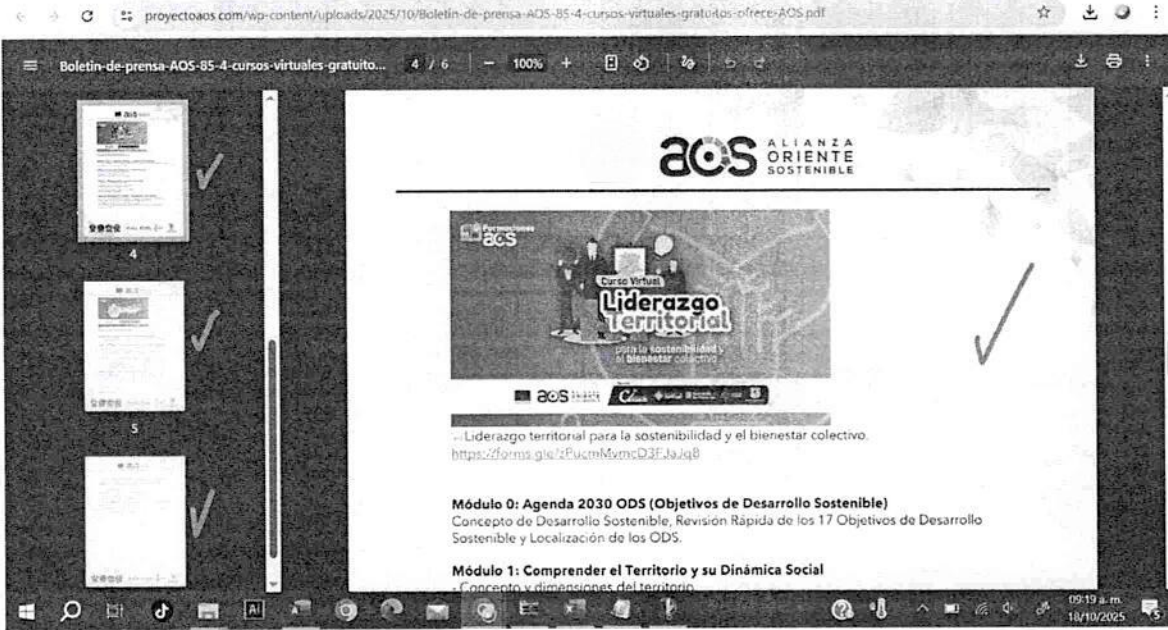 proyectoaos.com/wp-content/uploads/2025/10/Boletin-de-prensa-AOS-85-4-cursos-virtuales-gratuitos-ofrece-AOS.pdf
Boletin-de-prensa-AOS-85-4-cursos-virtuales-gratuito... 4 / 6 — 100% +
4
5
aos ALIANZA
ORIENTE
SOSTENIBLE
Formaciones
aos
Curso Virtual
Liderazgo
Territorial
para la sostenibilidad y
el bienestar colectivo
aos
Liderazgo territorial para la sostenibilidad y el bienestar colectivo.
Módulo 0: Agenda 2030 ODS (Objetivos de Desarrollo Sostenible)
Concepto de Desarrollo Sostenible, Revisión Rápida de los 17 Objetivos de Desarrollo
Sostenible y Localización de los ODS.
Módulo 1: Comprender el Territorio y su Dinámica Social
- Concepto y dimensiones del territorio
09:19 a. m.
18/10/2025